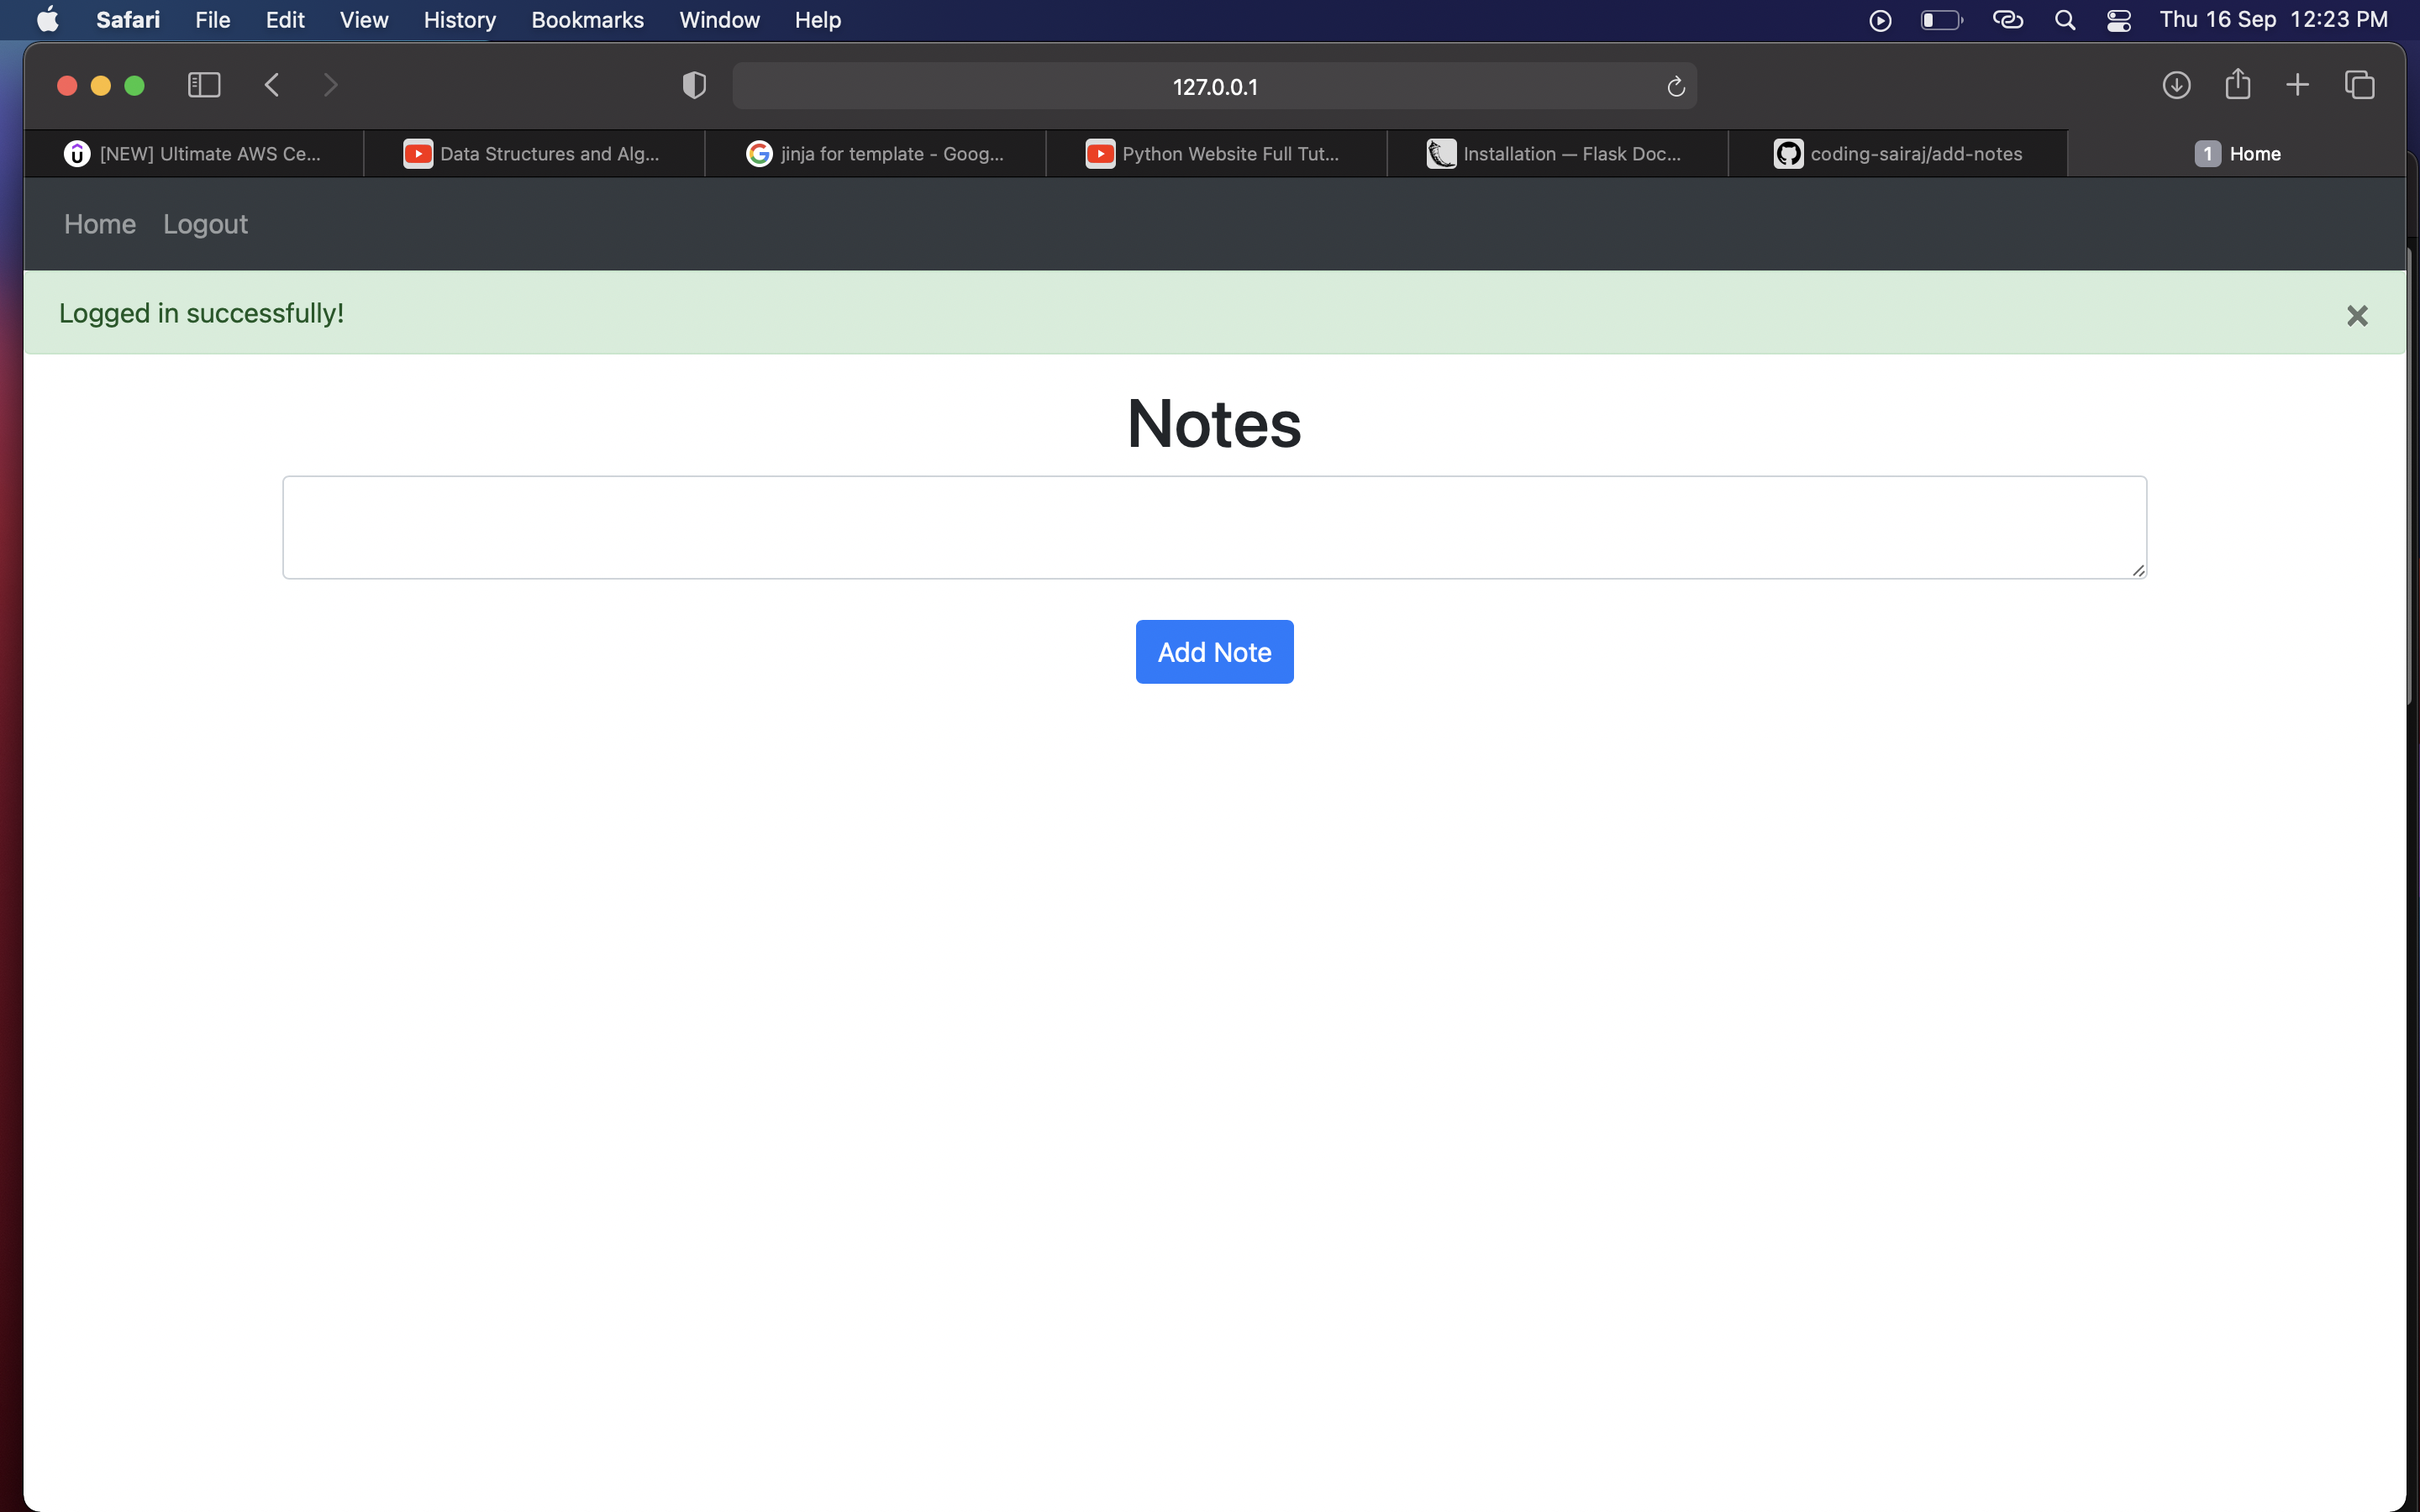 Safari File Edit View History Bookmarks Window Help Thu 16 Sep 12:23 PM
127.0.0.1
[NEW] Ultimate AWS Ce... Data Structures and Alg... jinja for template - Goog... Python Website Full Tut... Installation — Flask Doc... coding-sairaj/add-notes 1 Home
Home Logout
Logged in successfully!
Notes
Add Note